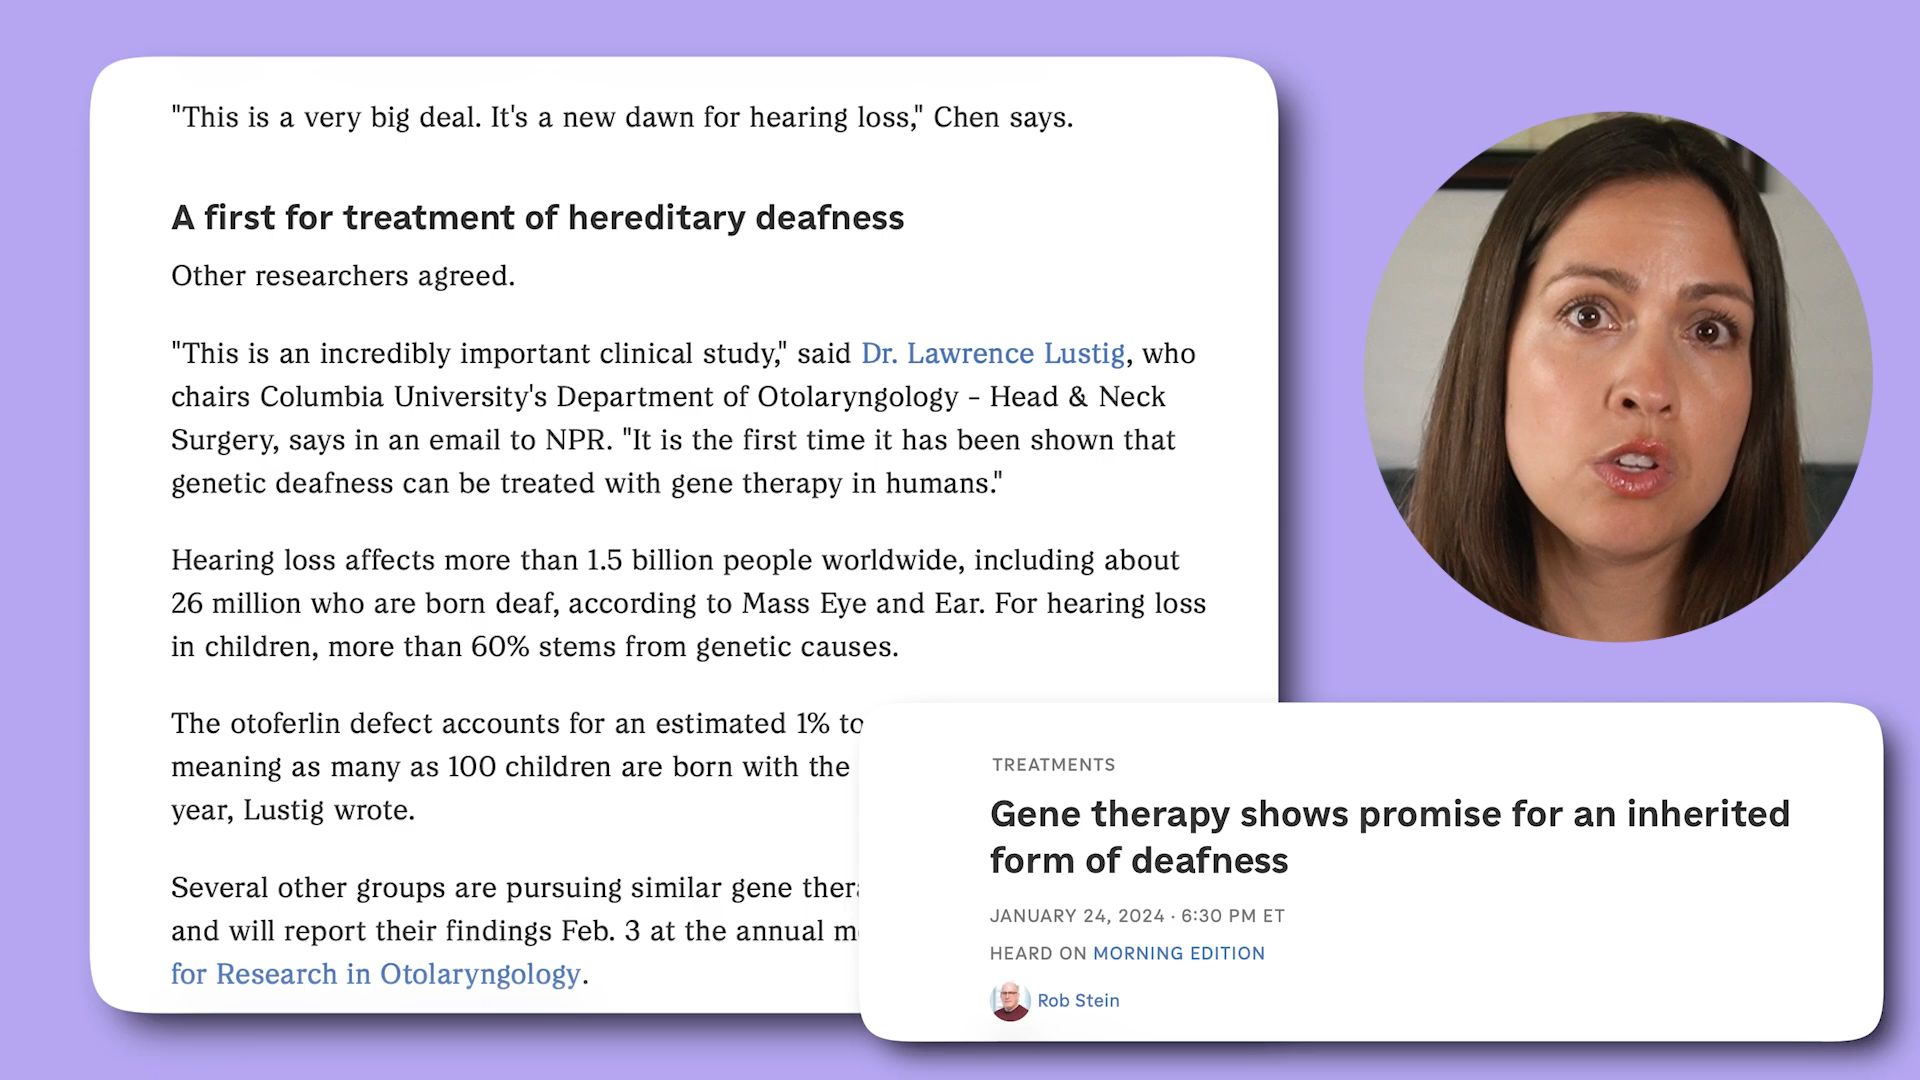 "This is a very big deal. It's a new dawn for hearing loss," Chen says.
A first for treatment of hereditary deafness
Other researchers agreed.
"This is an incredibly important clinical study," said Dr. Lawrence Lustig, who
chairs Columbia University's Department of Otolaryngology – Head & Neck
Surgery, says in an email to NPR. "It is the first time it has been shown that
genetic deafness can be treated with gene therapy in humans."
Hearing loss affects more than 1.5 billion people worldwide, including about
26 million who are born deaf, according to Mass Eye and Ear. For hearing loss
in children, more than 60% stems from genetic causes.
The otoferlin defect accounts for an estimated 1% to
meaning as many as 100 children are born with the
year, Lustig wrote.
Several other groups are pursuing similar gene
and will report their findings Feb. 3 at the annual
for Research in Otolaryngology.
TREATMENTS
Gene therapy shows promise for an inherited
form of deafness
JANUARY 24, 2024 · 6:30 PM ET
HEARD ON MORNING EDITION
Rob Stein